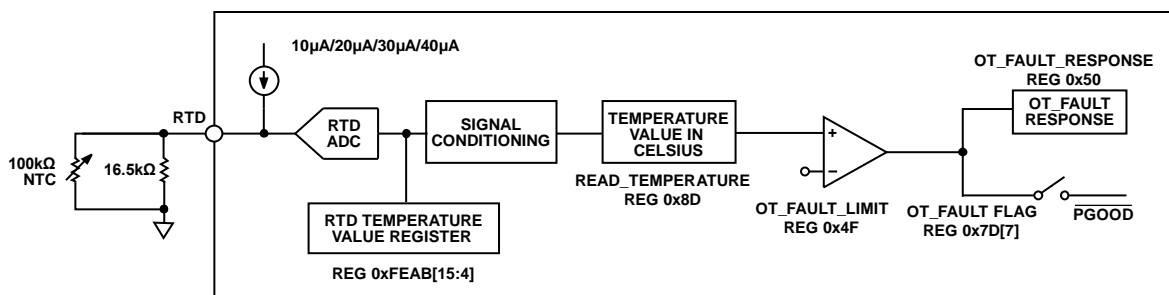 10µA/20µA/30µA/40µA
RTD
100kΩ
NTC
16.5kΩ
RTD
ADC
SIGNAL
CONDITIONING
TEMPERATURE
VALUE IN
CELSIUS
READ_TEMPERATURE
REG 0x8D
RTD TEMPERATURE
VALUE REGISTER
REG 0xFEAB[15:4]
+
–
OT_FAULT_LIMIT
REG 0x4F
OT_FAULT_RESPONSE
REG 0x50
OT_FAULT
RESPONSE
OT_FAULT FLAG
REG 0x7D[7]
PGOOD